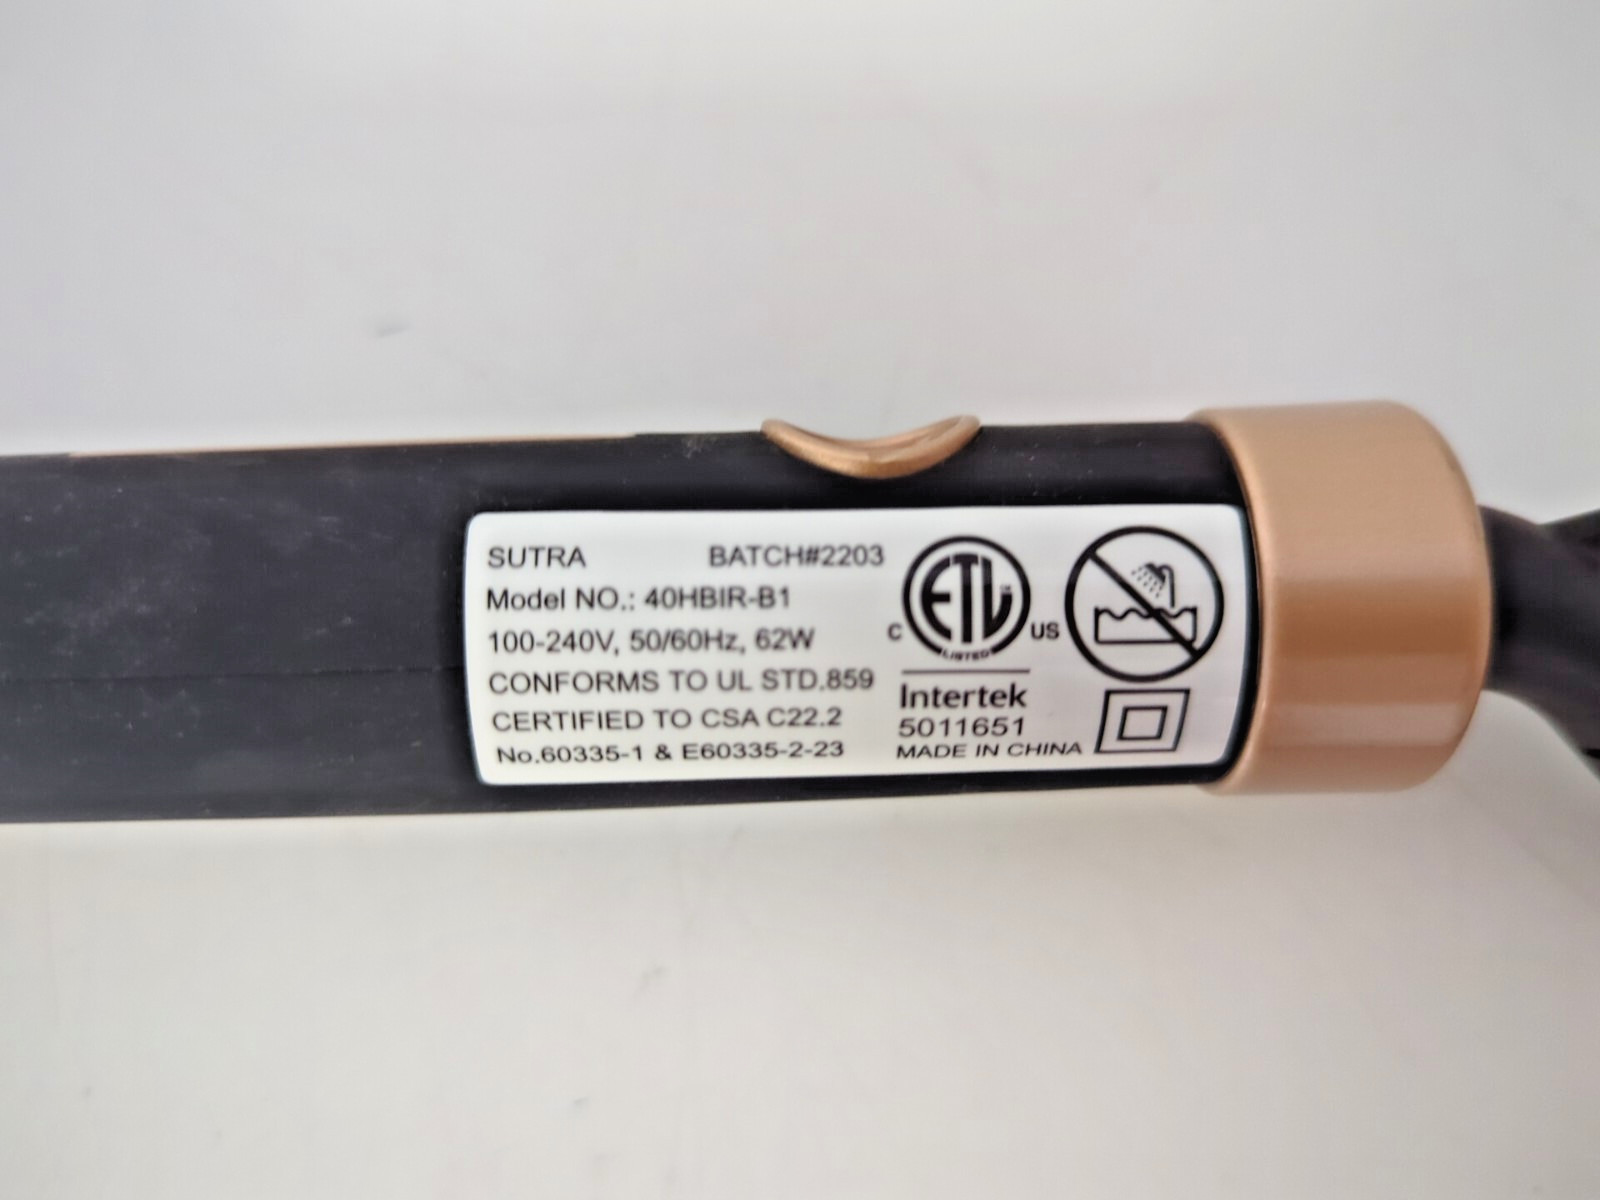 SUTRA BATCH#2203
Model NO.: 40HBIR-B1
100-240V, 50/60Hz, 62W
CONFORMS TO UL STD.859
CERTIFIED TO CSA C22.2
No.60335-1 & E60335-2-23
ETL
C US
LISTED
Intertek
5011651
MADE IN CHINA